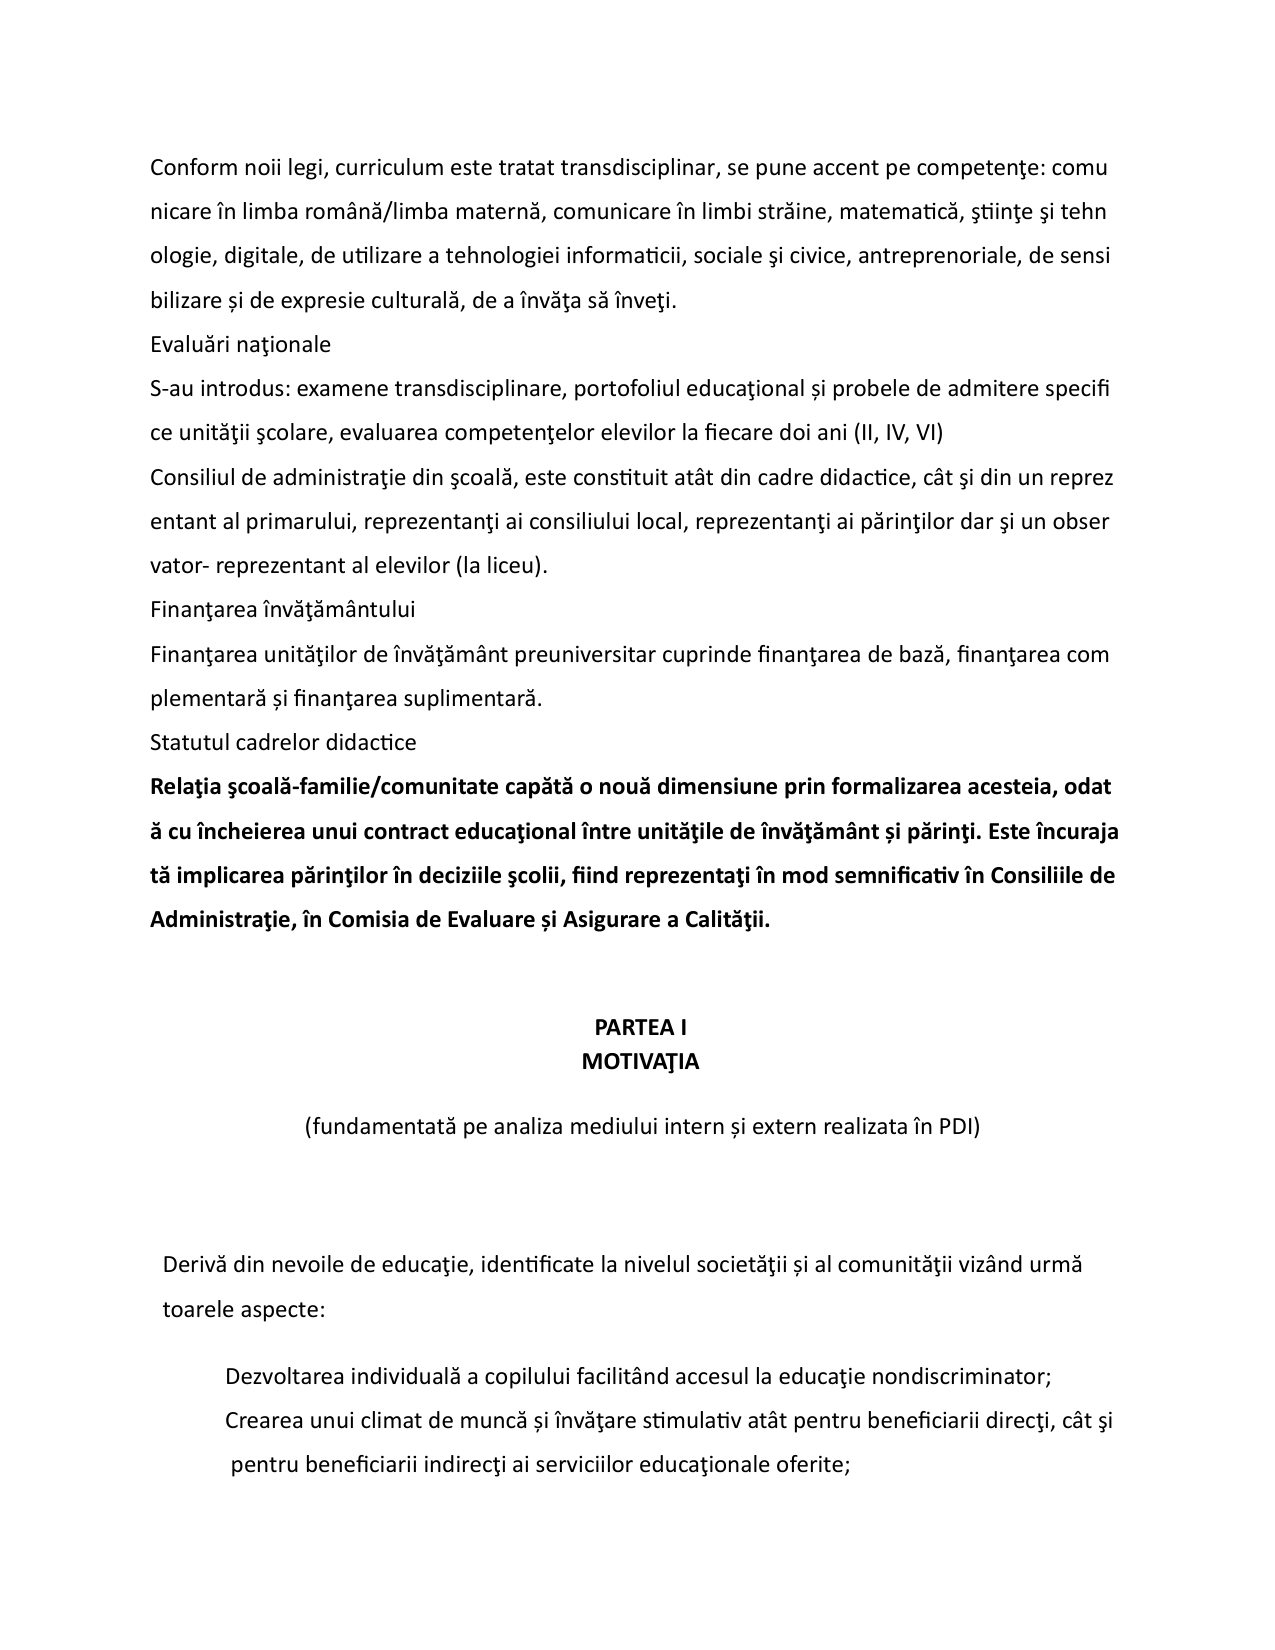 Conform noii legi, curriculum este tratat transdisciplinar, se pune accent pe competenţe: comu
nicare în limba română/limba maternă, comunicare în limbi străine, matematică, ştiinţe şi tehn
ologie, digitale, de utilizare a tehnologiei informaticii, sociale şi civice, antreprenoriale, de sensi
bilizare și de expresie culturală, de a învăţa să înveţi.
Evaluări naţionale
S-au introdus: examene transdisciplinare, portofoliul educaţional și probele de admitere specifi
ce unităţii şcolare, evaluarea competenţelor elevilor la fiecare doi ani (II, IV, VI)
Consiliul de administraţie din şcoală, este constituit atât din cadre didactice, cât şi din un reprez
entant al primarului, reprezentanţi ai consiliului local, reprezentanţi ai părinţilor dar şi un obser
vator- reprezentant al elevilor (la liceu).
Finanţarea învăţământului
Finanţarea unităţilor de învăţământ preuniversitar cuprinde finanţarea de bază, finanţarea com
plementară și finanţarea suplimentară.
Statutul cadrelor didactice
Relaţia şcoală-familie/comunitate capătă o nouă dimensiune prin formalizarea acesteia, odat
ă cu încheierea unui contract educaţional între unităţile de învăţământ și părinţi. Este încuraja
tă implicarea părinţilor în deciziile şcolii, fiind reprezentaţi în mod semnificativ în Consiliile de
Administraţie, în Comisia de Evaluare și Asigurare a Calităţii.
PARTEA I
MOTIVAŢIA
(fundamentată pe analiza mediului intern și extern realizata în PDI)
Derivă din nevoile de educaţie, identificate la nivelul societăţii și al comunităţii vizând urmă
toarele aspecte:
Dezvoltarea individuală a copilului facilitând accesul la educaţie nondiscriminator;
Crearea unui climat de muncă și învăţare stimulativ atât pentru beneficiarii direcţi, cât şi
pentru beneficiarii indirecţi ai serviciilor educaţionale oferite;